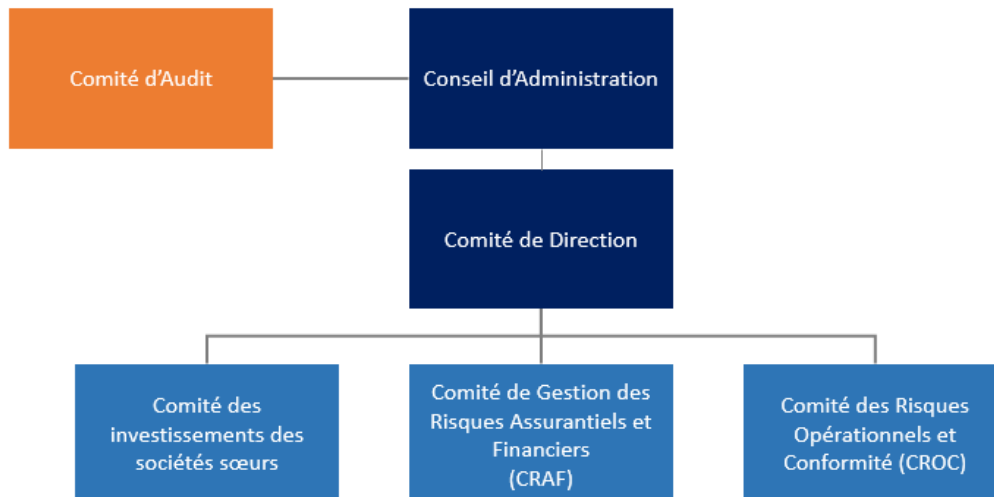 Comité d'Audit
Conseil d'Administration
Comité de Direction
Comité des
investissements des
sociétés sœurs
Comité de Gestion des
Risques Assurantiels et
Financiers
(CRAF)
Comité des Risques
Opérationnels et
Conformité (CROC)